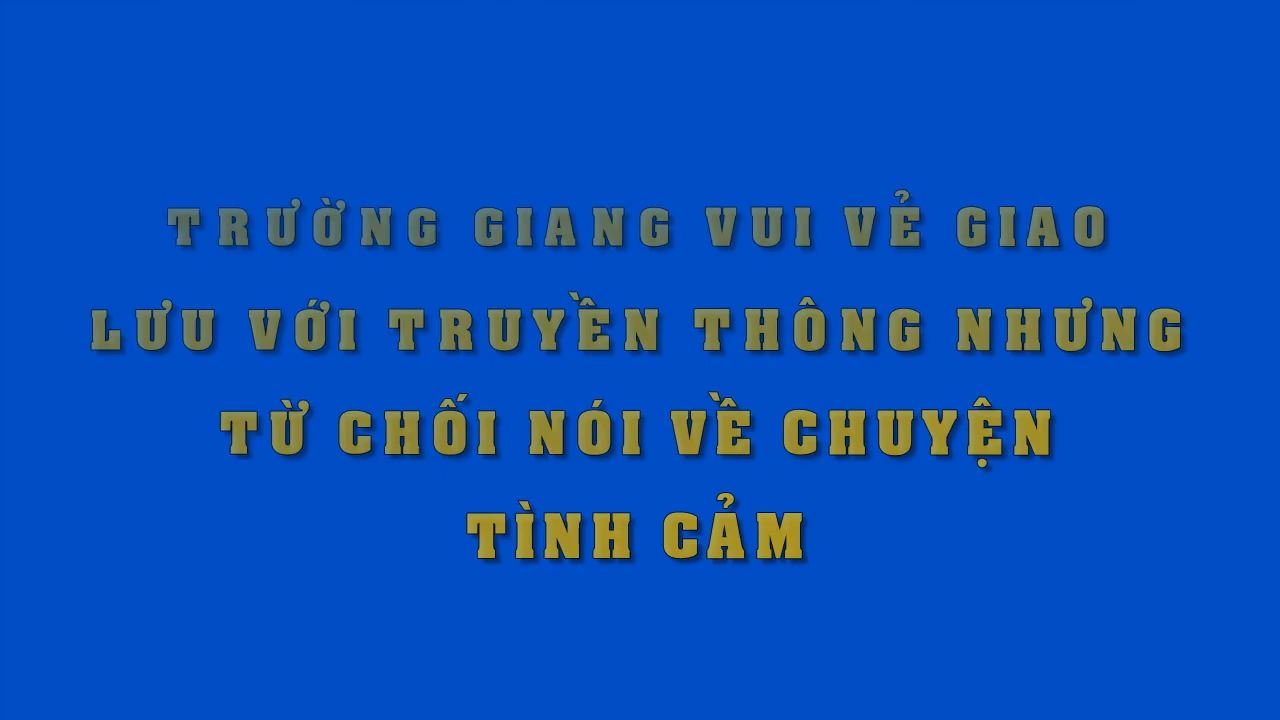 TRƯỜNG GIANG VUI VẺ GIAO
LƯU VỚI TRUYỀN THÔNG NHƯNG
TỪ CHỐI NÓI VỀ CHUYỆN
TÌNH CẢM